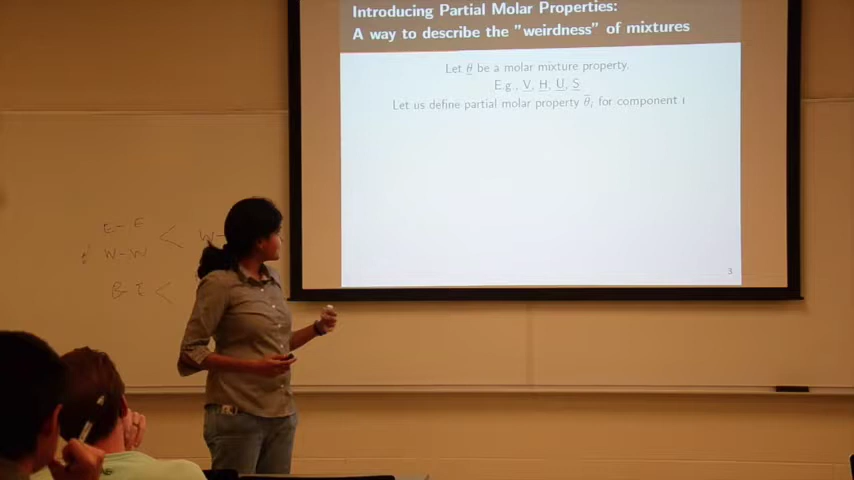 Introducing Partial Molar Properties:
A way to describe the "weirdness" of mixtures
Let θ̲ be a molar mixture property.
E.g., V̲, H̲, U̲, S̲
Let us define partial molar property θ̄ᵢ for component i
3
E - E < W -
W - W